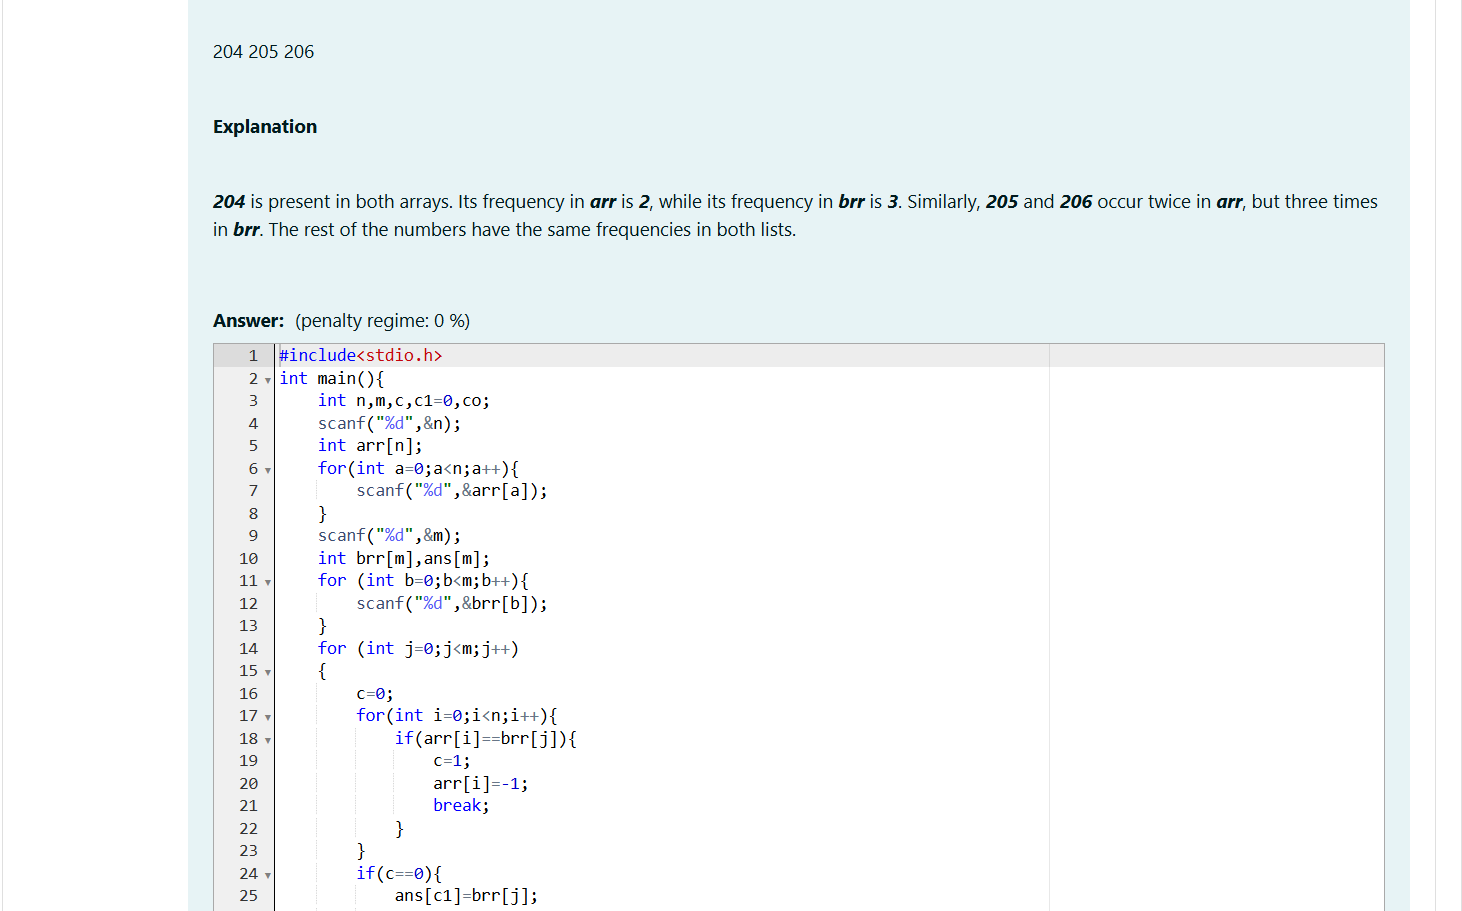 204 205 206
Explanation
204 is present in both arrays. Its frequency in arr is 2, while its frequency in brr is 3. Similarly, 205 and 206 occur twice in arr, but three times
in brr. The rest of the numbers have the same frequencies in both lists.
Answer: (penalty regime: 0 %)
1 #include<stdio.h>
2 int main(){
3     int n,m,c,c1=0,co;
4     scanf("%d",&n);
5     int arr[n];
6     for(int a=0;a<n;a++){
7         scanf("%d",&arr[a]);
8     }
9     scanf("%d",&m);
10     int brr[m],ans[m];
11     for (int b=0;b<m;b++){
12         scanf("%d",&brr[b]);
13     }
14     for (int j=0;j<m;j++)
15     {
16         c=0;
17         for(int i=0;i<n;i++){
18             if(arr[i]==brr[j]){
19                 c=1;
20                 arr[i]=-1;
21                 break;
22             }
23         }
24         if(c==0){
25             ans[c1]=brr[j];